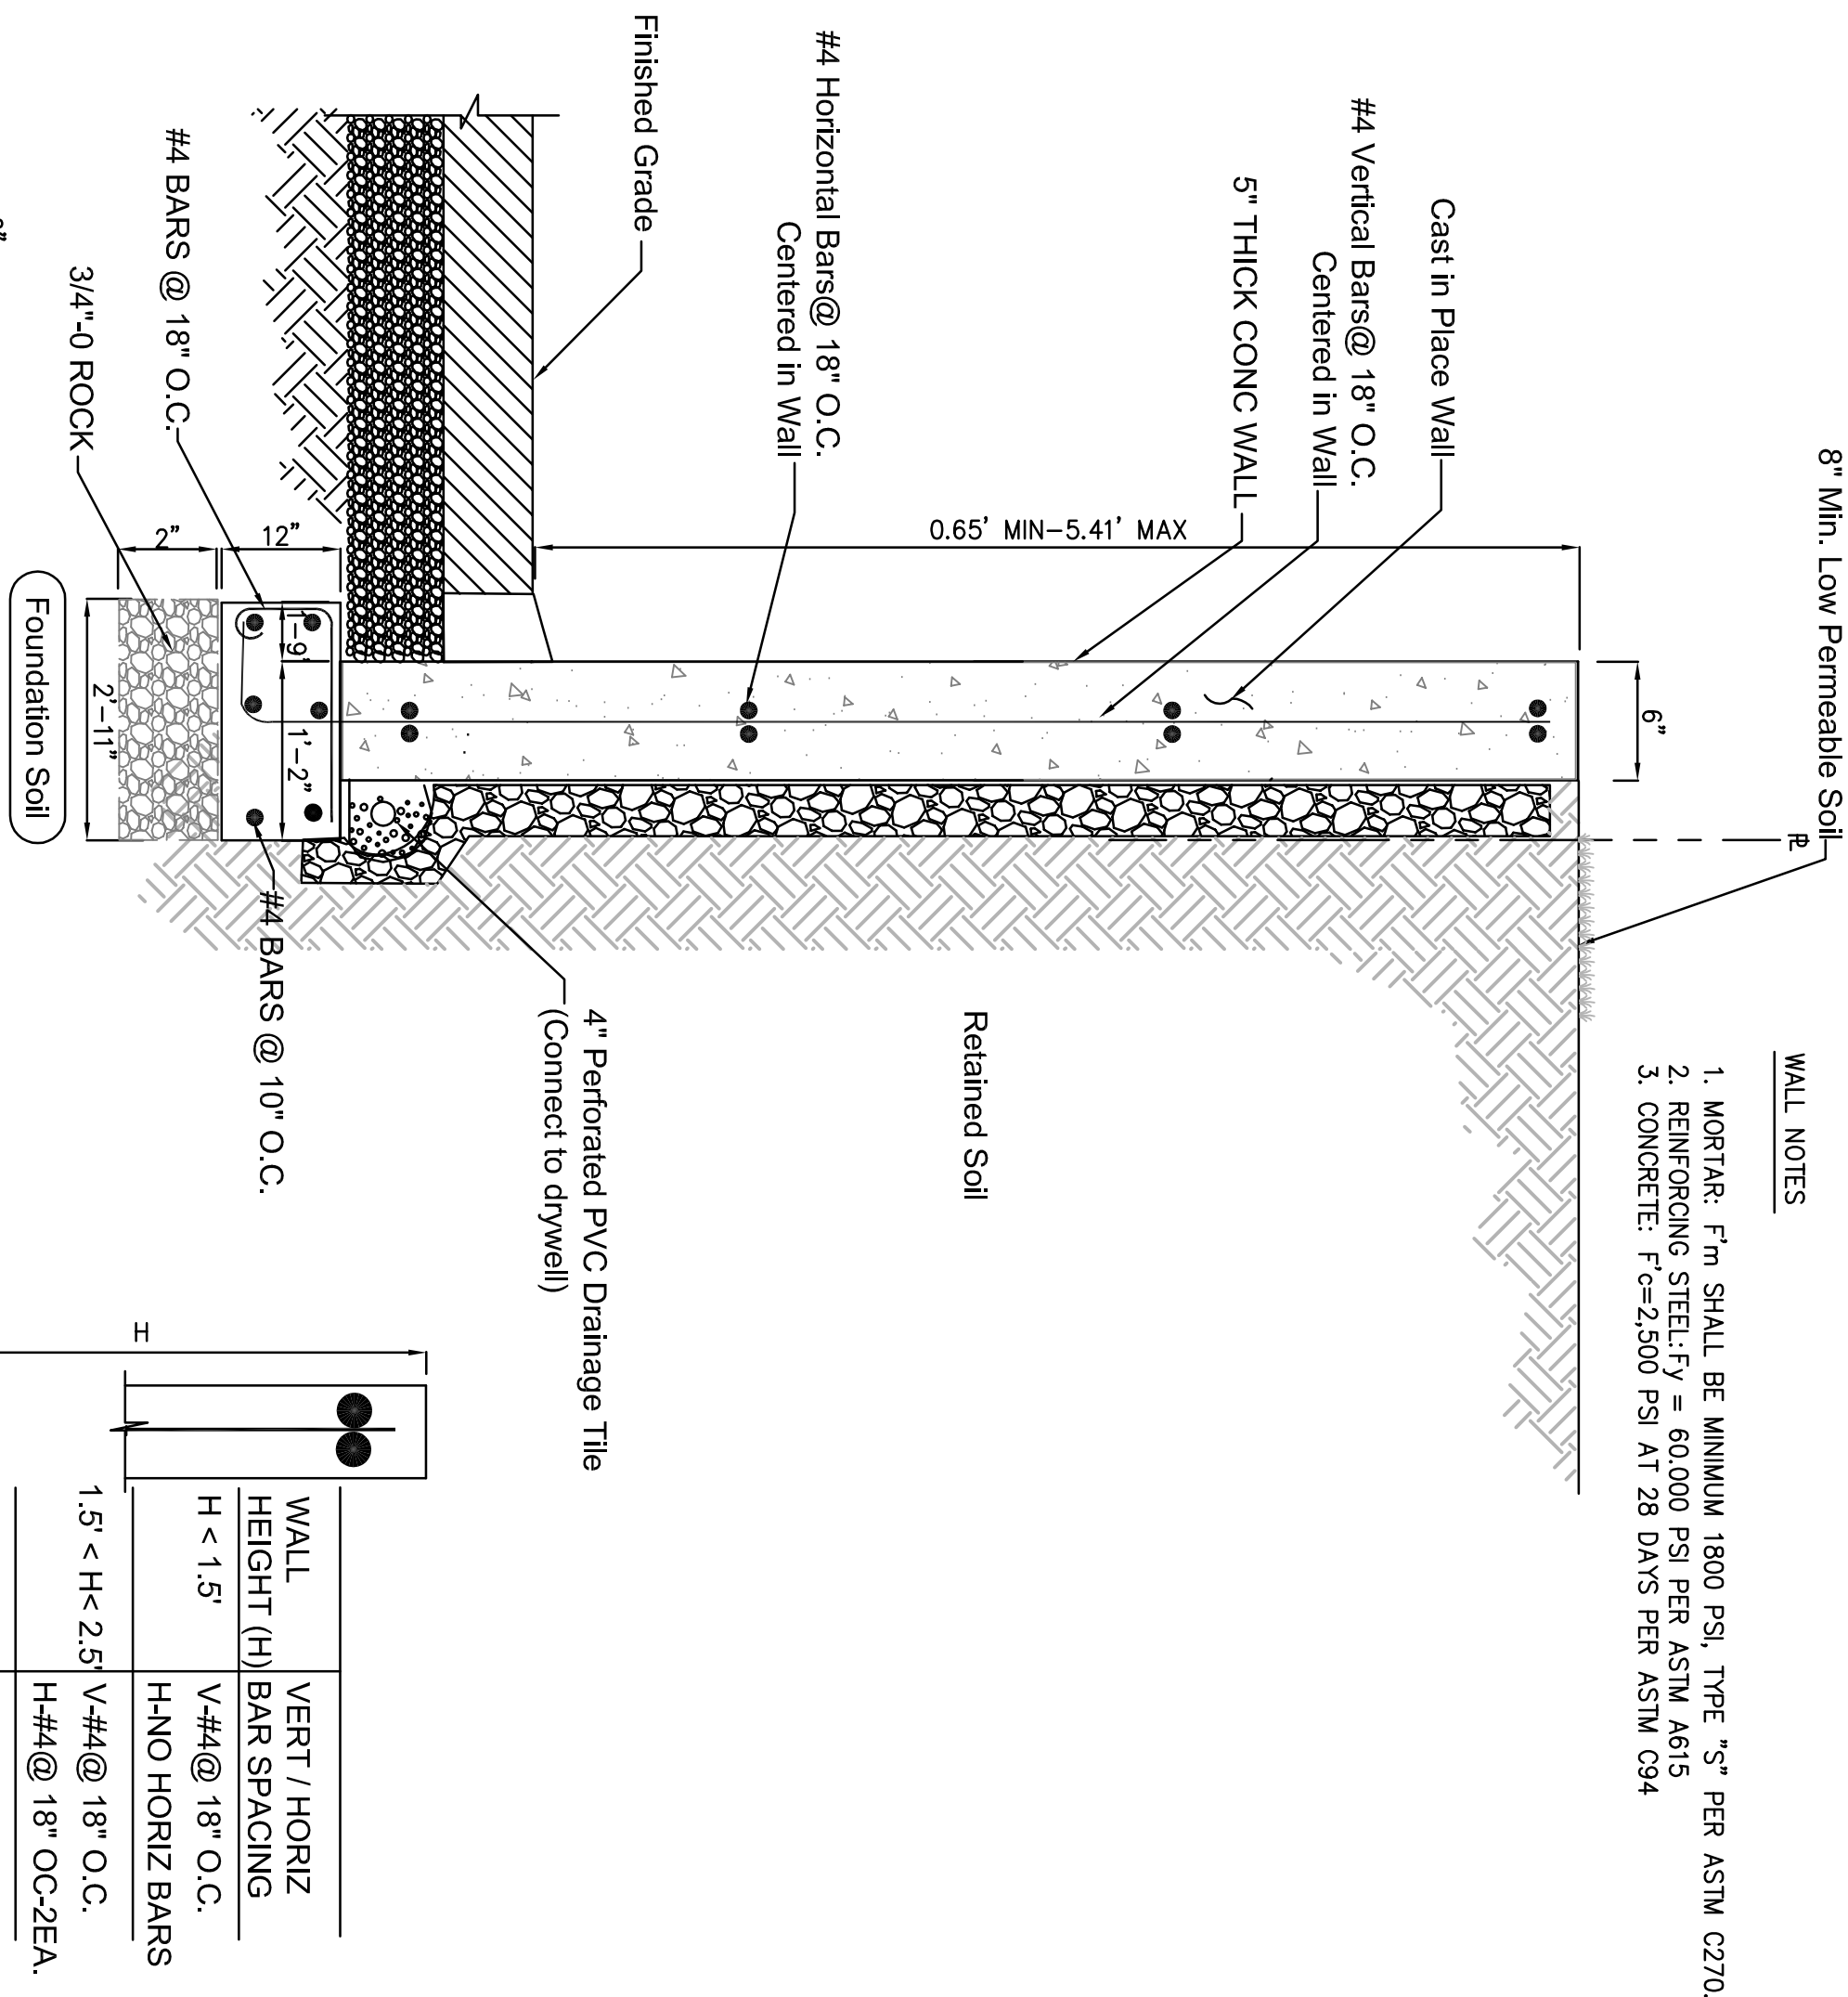 8" Min. Low Permeable Soil
PL
6"
Cast in Place Wall
#4 Vertical Bars@ 18" O.C.
Centered in Wall
5" THICK CONC WALL
0.65' MIN-5.41' MAX
#4 Horizontal Bars@ 18" O.C.
Centered in Wall
Finished Grade
#4 BARS @ 18" O.C.
3/4"-0 ROCK
12"
2"
1-9'
1'-2"
2'-11"
Foundation Soil
#4 BARS @ 10" O.C.
4" Perforated PVC Drainage Tile
(Connect to drywell)
Retained Soil
WALL NOTES
1. MORTAR: F'm SHALL BE MINIMUM 1800 PSI, TYPE "S" PER ASTM C270.
2. REINFORCING STEEL:Fy = 60.000 PSI PER ASTM A615
3. CONCRETE: F'c=2,500 PSI AT 28 DAYS PER ASTM C94
H
WALL VERT / HORIZ
HEIGHT (H) BAR SPACING
H < 1.5' V-#4@ 18" O.C.
H-NO HORIZ BARS
1.5' < H< 2.5' V-#4@ 18" O.C.
H-#4@ 18" OC-2EA.